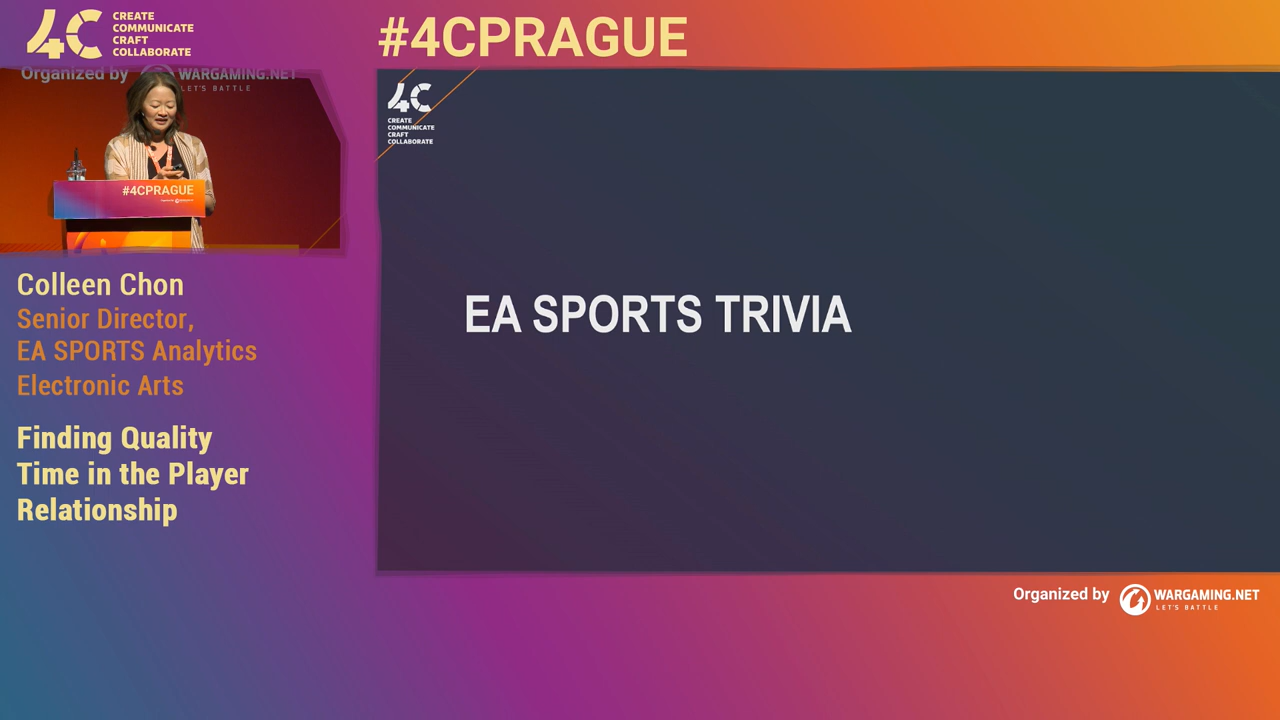 4C
CREATE
COMMUNICATE
CRAFT
COLLABORATE
#4CPRAGUE
Organized by WARGAMING.NET
LET'S BATTLE
#4CPRAGUE
Colleen Chon
Senior Director,
EA SPORTS Analytics
Electronic Arts
Finding Quality
Time in the Player
Relationship
4C
CREATE
COMMUNICATE
CRAFT
COLLABORATE
EA SPORTS TRIVIA
Organized by WARGAMING.NET
LET'S BATTLE